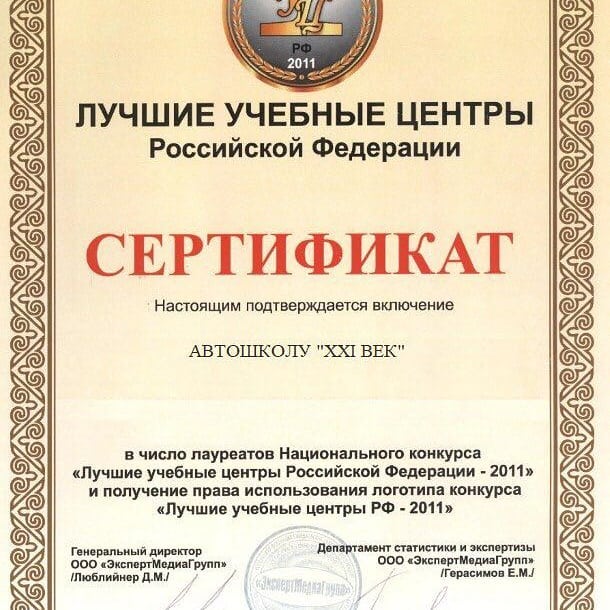 РФ
2011
ЛУЧШИЕ УЧЕБНЫЕ ЦЕНТРЫ
Российской Федерации
СЕРТИФИКАТ
Настоящим подтверждается включение
АВТОШКОЛУ "XXI ВЕК"
в число лауреатов Национального конкурса
«Лучшие учебные центры Российской Федерации - 2011»
и получение права использования логотипа конкурса
«Лучшие учебные центры РФ - 2011»
Генеральный директор
ООО «ЭкспертМедиаГрупп»
/Люблийнер Д.М./
Департамент статистики и экспертизы
ООО «ЭкспертМедиаГрупп»
/Герасимов Е.М./
«ЭкспертМедиаГрупп»